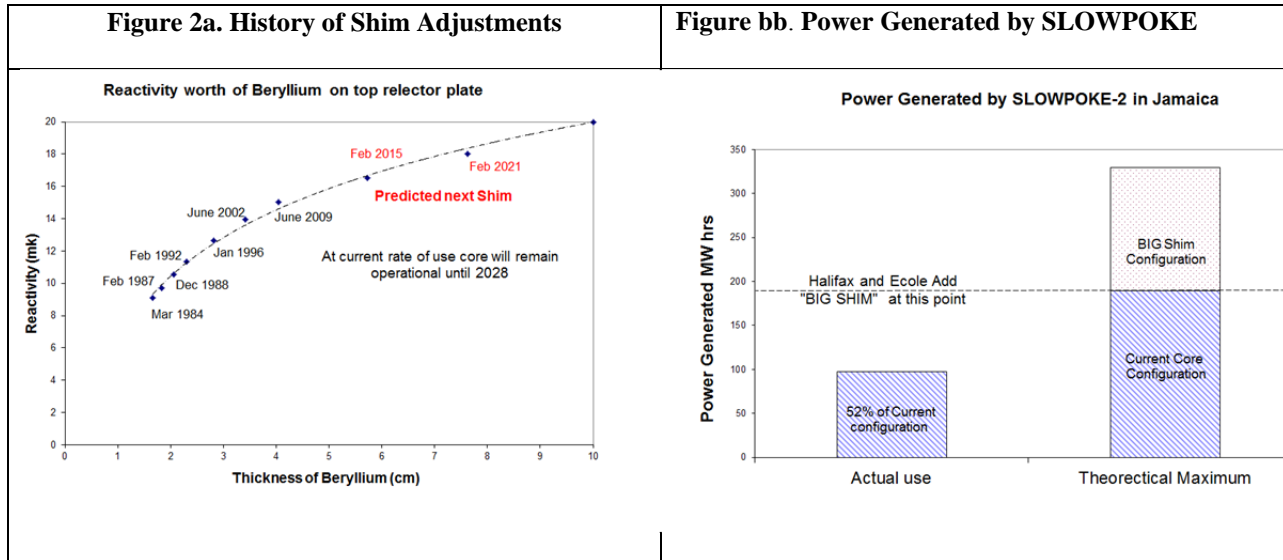 Figure 2a. History of Shim Adjustments
Figure bb. Power Generated by SLOWPOKE
Reactivity worth of Beryllium on top relector plate
Reactivity (mk)
20
18
16
14
12
10
8
6
4
2
0
Feb 2015
Feb 2021
Predicted next Shim
June 2002
June 2009
Feb 1992
Jan 1996
At current rate of use core will remain
operational until 2028
Feb 1987
Dec 1988
Mar 1984
0 1 2 3 4 5 6 7 8 9 10
Thickness of Beryllium (cm)
Power Generated by SLOWPOKE-2 in Jamaica
Power Generated MW hrs
350
300
250
200
150
100
50
0
BIG Shim
Configuration
Halifax and Ecole Add
"BIG SHIM" at this point
Current Core
Configuration
52% of Current
configuration
Actual use
Theorectical Maximum